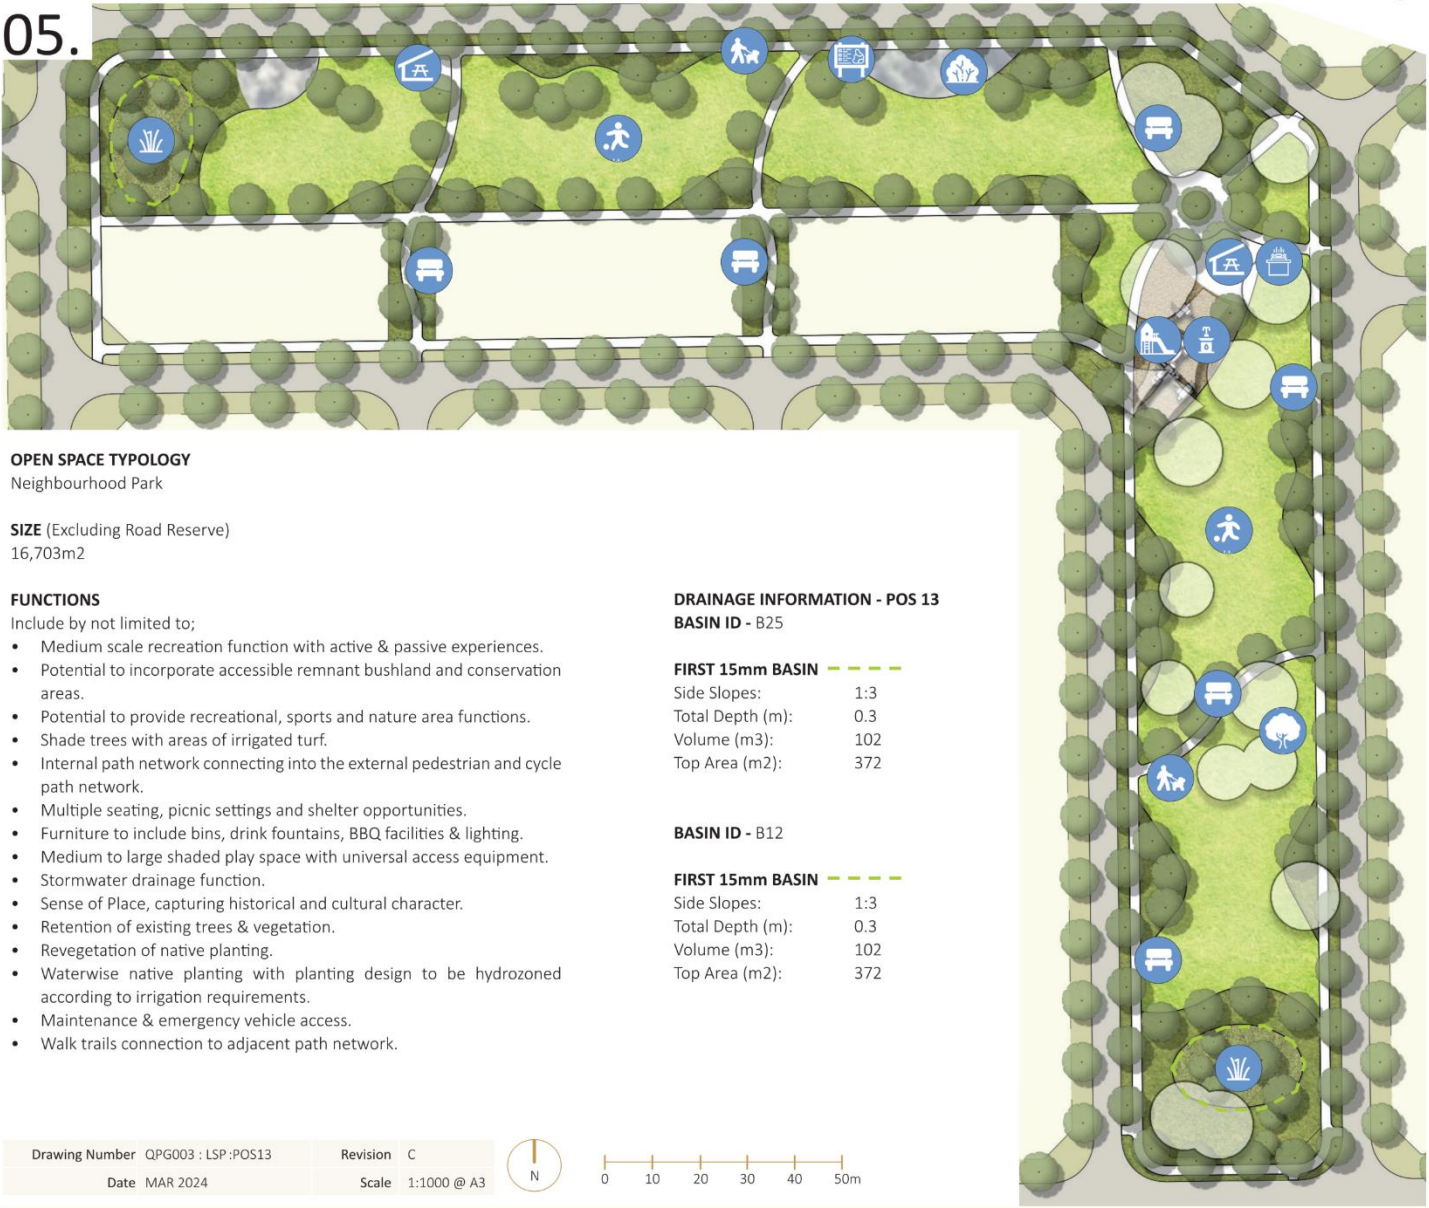 05.
OPEN SPACE TYPOLOGY
Neighbourhood Park
SIZE (Excluding Road Reserve)
16,703m2
FUNCTIONS
Include by not limited to;
• Medium scale recreation function with active & passive experiences.
• Potential to incorporate accessible remnant bushland and conservation
areas.
• Potential to provide recreational, sports and nature area functions.
• Shade trees with areas of irrigated turf.
• Internal path network connecting into the external pedestrian and cycle
path network.
• Multiple seating, picnic settings and shelter opportunities.
• Furniture to include bins, drink fountains, BBQ facilities & lighting.
• Medium to large shaded play space with universal access equipment.
• Stormwater drainage function.
• Sense of Place, capturing historical and cultural character.
• Retention of existing trees & vegetation.
• Revegetation of native planting.
• Waterwise native planting with planting design to be hydrozoned
according to irrigation requirements.
• Maintenance & emergency vehicle access.
• Walk trails connection to adjacent path network.
DRAINAGE INFORMATION - POS 13
BASIN ID - B25
FIRST 15mm BASIN
Side Slopes: 1:3
Total Depth (m): 0.3
Volume (m3): 102
Top Area (m2): 372
BASIN ID - B12
FIRST 15mm BASIN
Side Slopes: 1:3
Total Depth (m): 0.3
Volume (m3): 102
Top Area (m2): 372
Drawing Number QPG003 : LSP :POS13 Revision C
Date MAR 2024 Scale 1:1000 @ A3
N
0 10 20 30 40 50m